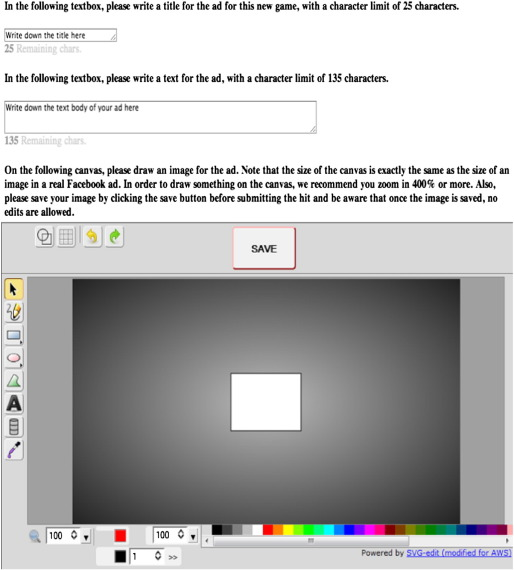 In the following textbox, please write a title for the ad for this new game, with a character limit of 25 characters.
Write down the title here
25 Remaining chars.
In the following textbox, please write a text for the ad, with a character limit of 135 characters.
Write down the text body of your ad here
135 Remaining chars.
On the following canvas, please draw an image for the ad. Note that the size of the canvas is exactly the same as the size of an
image in a real Facebook ad. In order to draw something on the canvas, we recommend you zoom in 400% or more. Also,
please save your image by clicking the save button before submitting the hit and be aware that once the image is saved, no
edits are allowed.
SAVE
A
100 100
1 >>
Powered by SVG-edit (modified for AWS)